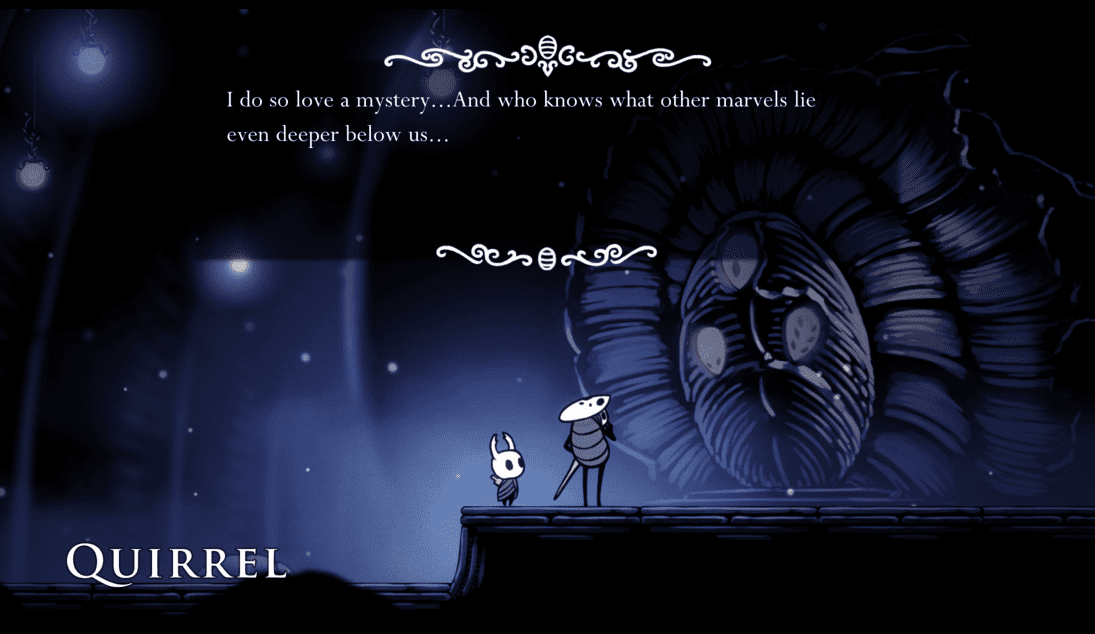 I do so love a mystery...And who knows what other marvels lie
even deeper below us...
QUIRREL